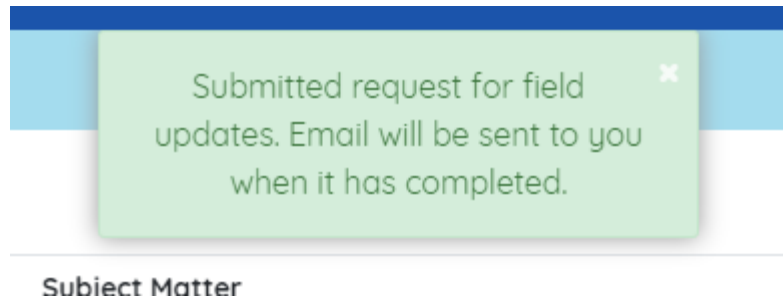 Submitted request for field
updates. Email will be sent to you
when it has completed.
Subject Matter